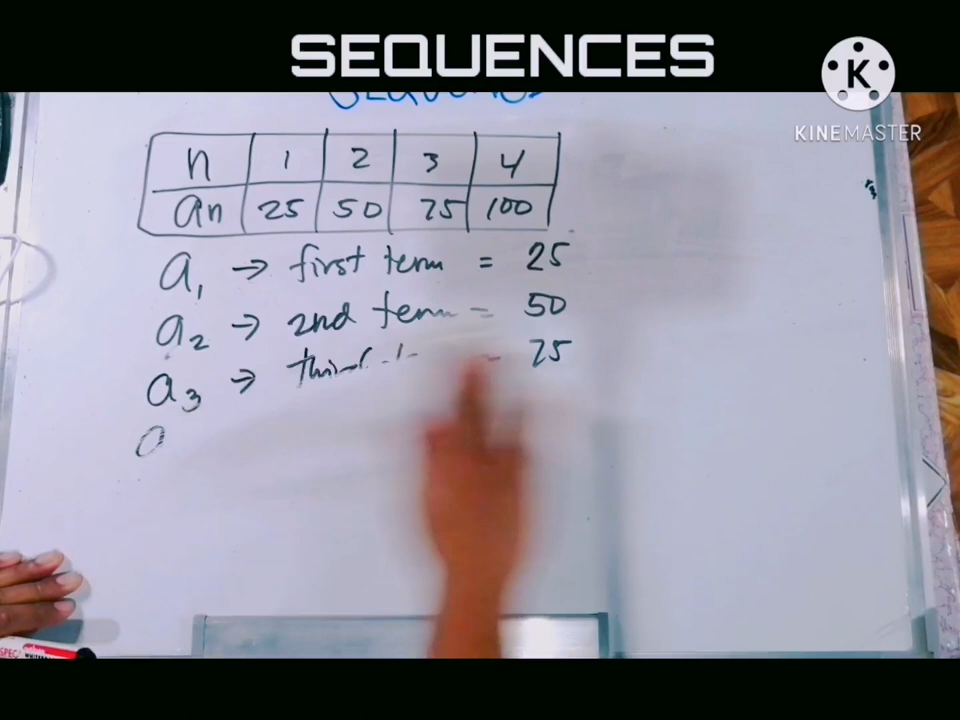 SEQUENCES
K
KINEMASTER
n 1 2 3 4
an 25 50 75 100
a1 → first term = 25
a2 → 2nd term = 50
a3 → = 75